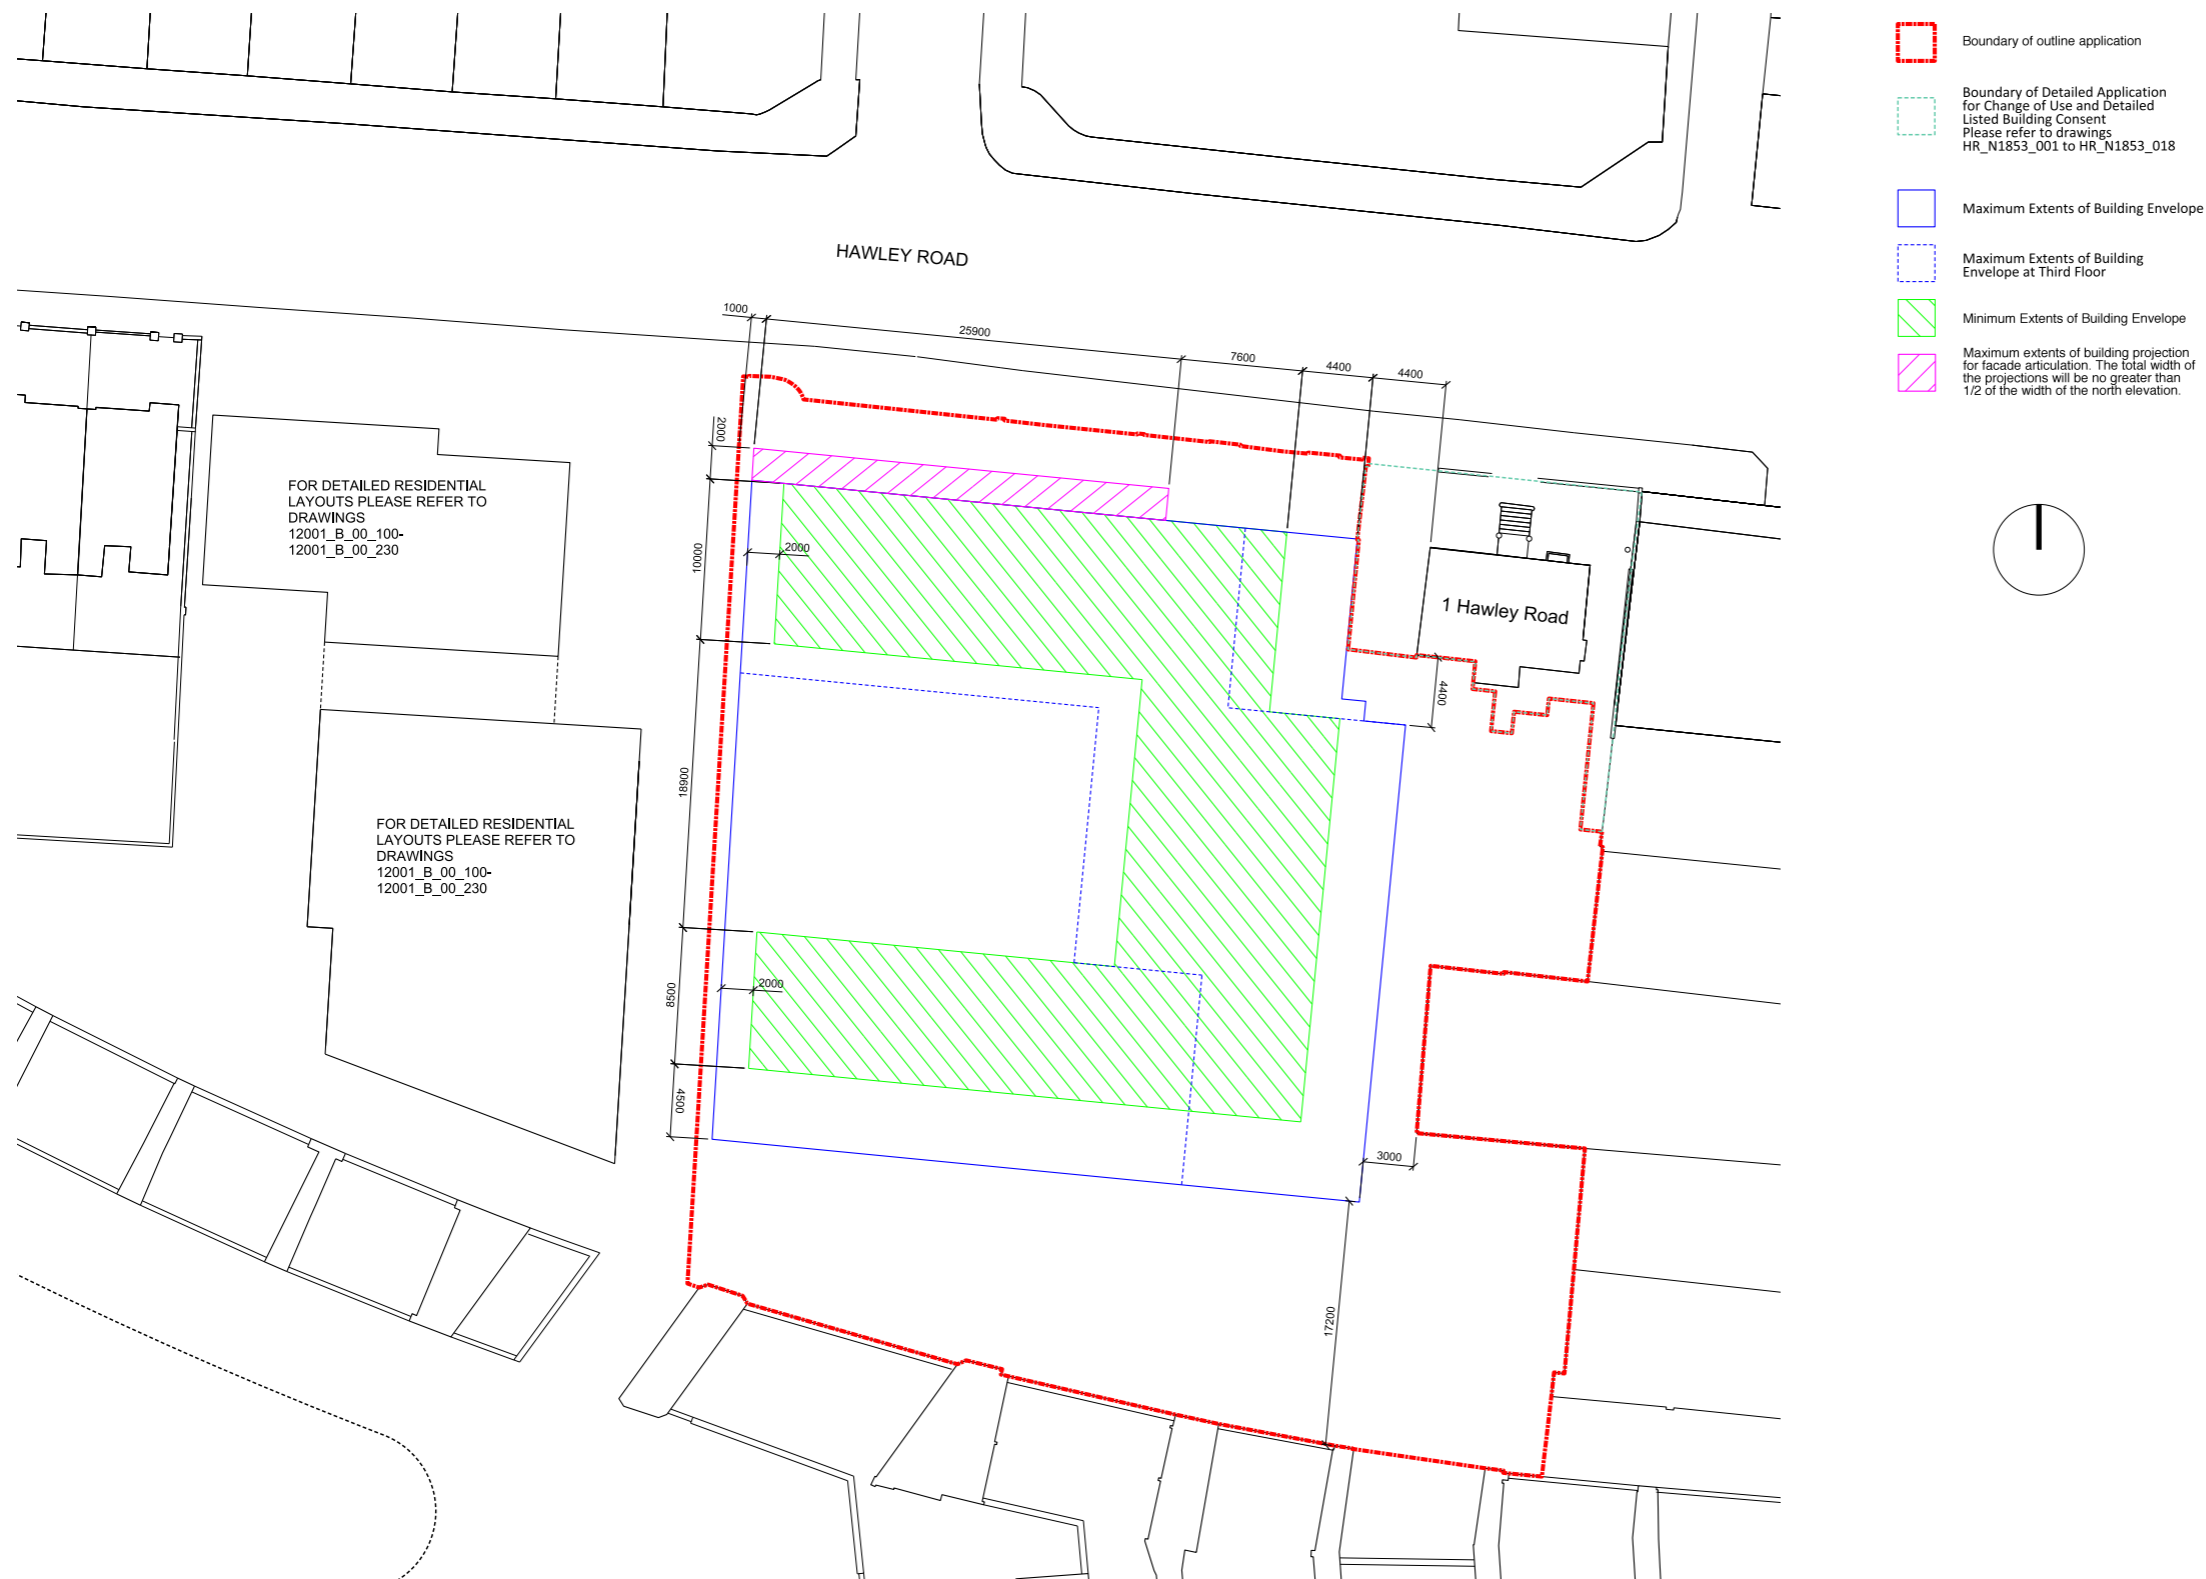 Boundary of outline application
Boundary of Detailed Application
for Change of Use and Detailed
Listed Building Consent
Please refer to drawings
HR_N1853_001 to HR_N1853_018
Maximum Extents of Building Envelope
Maximum Extents of Building
Envelope at Third Floor
Minimum Extents of Building Envelope
Maximum extents of building projection
for facade articulation. The total width of
the projections will be no greater than
1/2 of the width of the north elevation.
HAWLEY ROAD
1000
25900
7600
4400
4400
2000
10001
2000
FOR DETAILED RESIDENTIAL
LAYOUTS PLEASE REFER TO
DRAWINGS
12001_B_00_100-
12001_B_00_230
1 Hawley Road
4400
18900
FOR DETAILED RESIDENTIAL
LAYOUTS PLEASE REFER TO
DRAWINGS
12001_B_00_100-
12001_B_00_230
8500
2000
4500
3000
17200